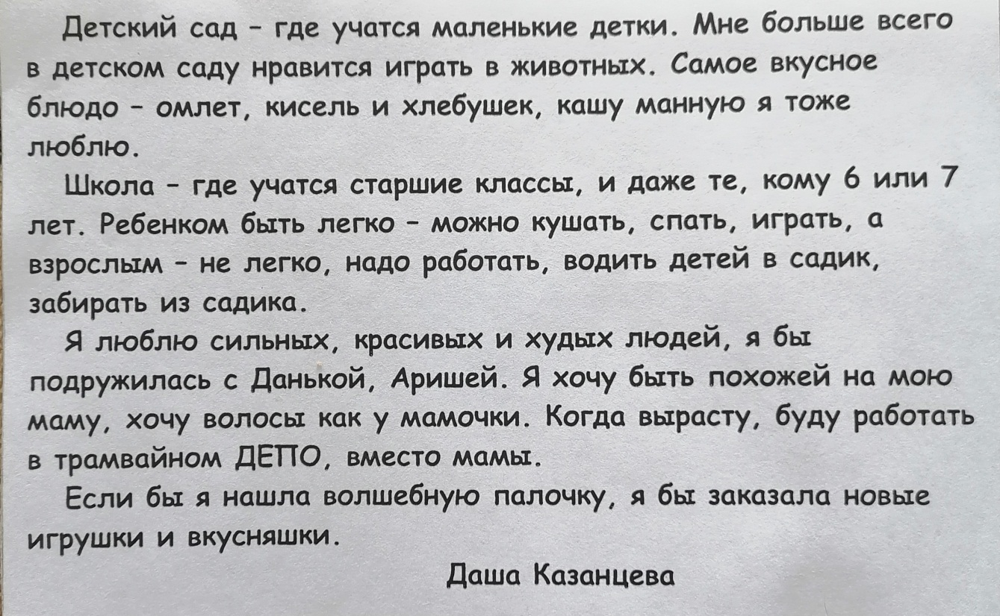 Детский сад – где учатся маленькие детки. Мне больше всего
в детском саду нравится играть в животных. Самое вкусное
блюдо – омлет, кисель и хлебушек, кашу манную я тоже
люблю.
Школа – где учатся старшие классы, и даже те, кому 6 или 7
лет. Ребенком быть легко – можно кушать, спать, играть, а
взрослым – не легко, надо работать, водить детей в садик,
забирать из садика.
Я люблю сильных, красивых и худых людей, я бы
подружилась с Данькой, Аришей. Я хочу быть похожей на мою
маму, хочу волосы как у мамочки. Когда вырасту, буду работать
в трамвайном ДЕПО, вместо мамы.
Если бы я нашла волшебную палочку, я бы заказала новые
игрушки и вкусняшки.
Даша Казанцева